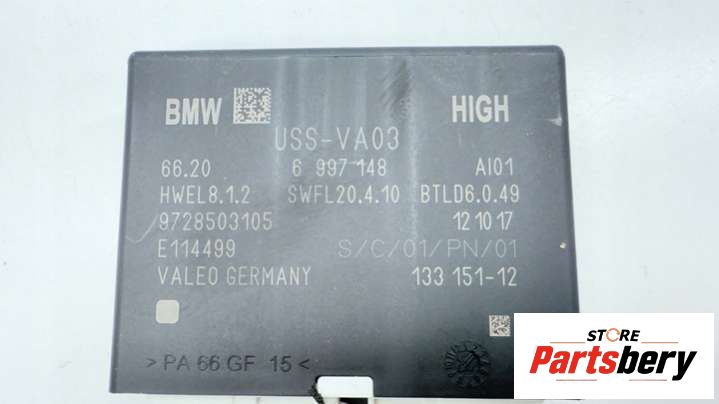 BMW HIGH
USS-VA03
66.20 6 997 148 AI01
HWEL8.1.2 SWFL20.4.10 BTLD6.0.49
9728503105 12 10 17
E114499 S/C/01/PN/01
VALEO GERMANY 133 151-12
> PA 66 GF 15 <
STORE
Partsbery